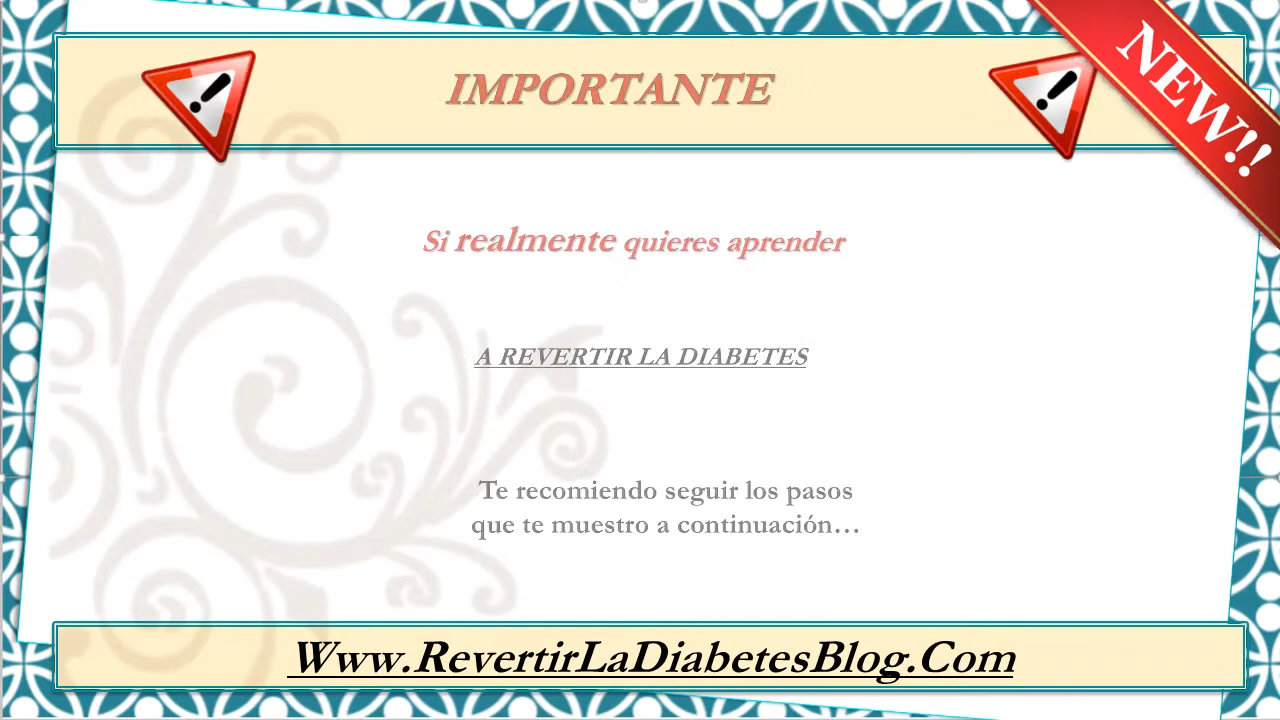 IMPORTANTE
NEW!!
Si realmente quieres aprender
A REVERTIR LA DIABETES
Te recomiendo seguir los pasos
que te muestro a continuación...
Www.RevertirLaDiabetesBlog.Com